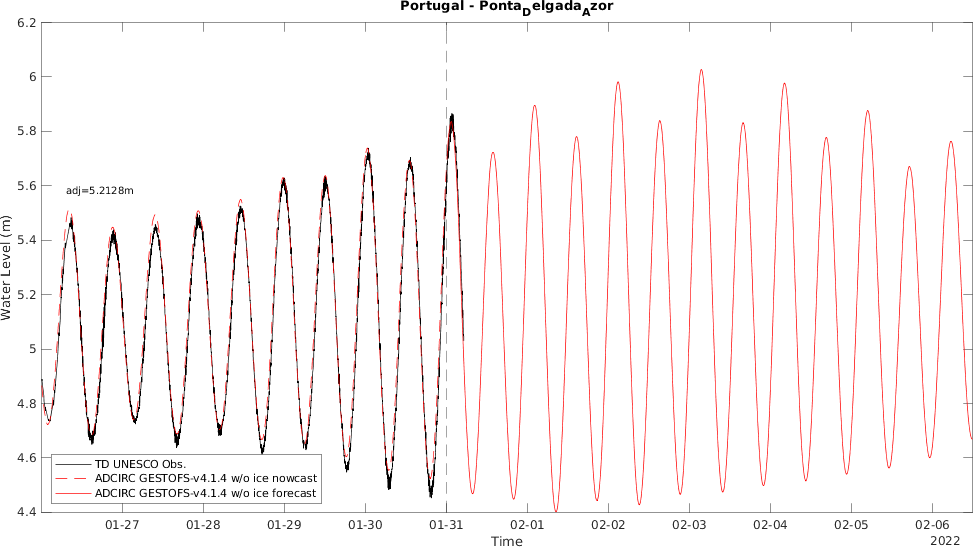 Portugal - PontaDelgadaAzor
6.2
6
5.8
5.6
5.4
5.2
5
4.8
4.6
4.4
Water Level (m)
adj=5.2128m
TD UNESCO Obs.
ADCIRC GESTOFS-v4.1.4 w/o ice nowcast
ADCIRC GESTOFS-v4.1.4 w/o ice forecast
01-27 01-28 01-29 01-30 01-31 02-01 02-02 02-03 02-04 02-05 02-06
Time
2022